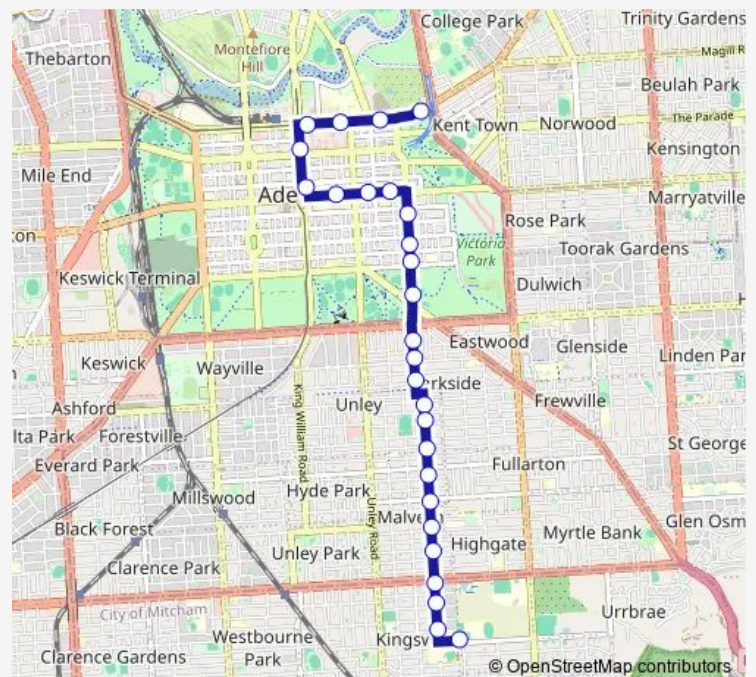 College Park
Trinity Gardens
Thebarton
Montefiore
Hill
Magill R
Beulah Park
Kent Town
Norwood
The Parade
Kensington
Mile End
Ade
Marryatville
Rose Park
ton
Victoria
Park
Toorak Gardens
Keswick Terminal
Dulwich
H
Eastwood
Glenside
Keswick
Wayville
Linden Par
King William Road
rkside
Ashford
Unley
Frewville
lta Park
Forestville
St George
Everard Park
Fullarton
Hyde Park
Millswood
Unley Road
Malve
Glen Osm
Black Forest
Highgate
Myrtle Bank
Unley Park
Clarence Park
City of Mitcham
Urrbrae
Westbourne
Park
Kingsw
Clarence Gardens
© OpenStreetMap contributors